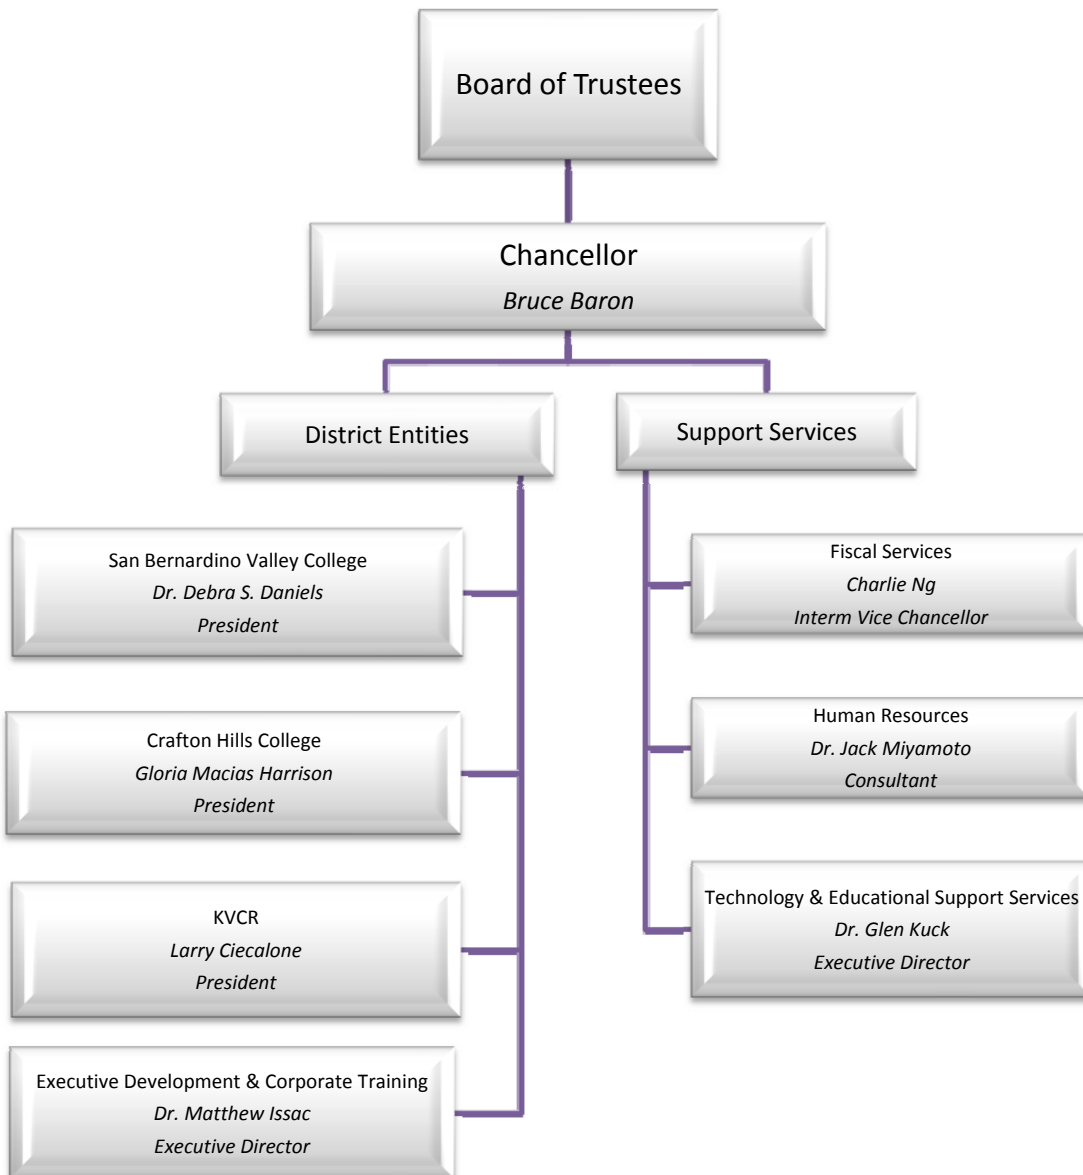 Board of Trustees
Chancellor
Bruce Baron
District Entities
Support Services
San Bernardino Valley College
Dr. Debra S. Daniels
President
Crafton Hills College
Gloria Macias Harrison
President
KVCR
Larry Ciecalone
President
Executive Development & Corporate Training
Dr. Matthew Issac
Executive Director
Fiscal Services
Charlie Ng
Interm Vice Chancellor
Human Resources
Dr. Jack Miyamoto
Consultant
Technology & Educational Support Services
Dr. Glen Kuck
Executive Director